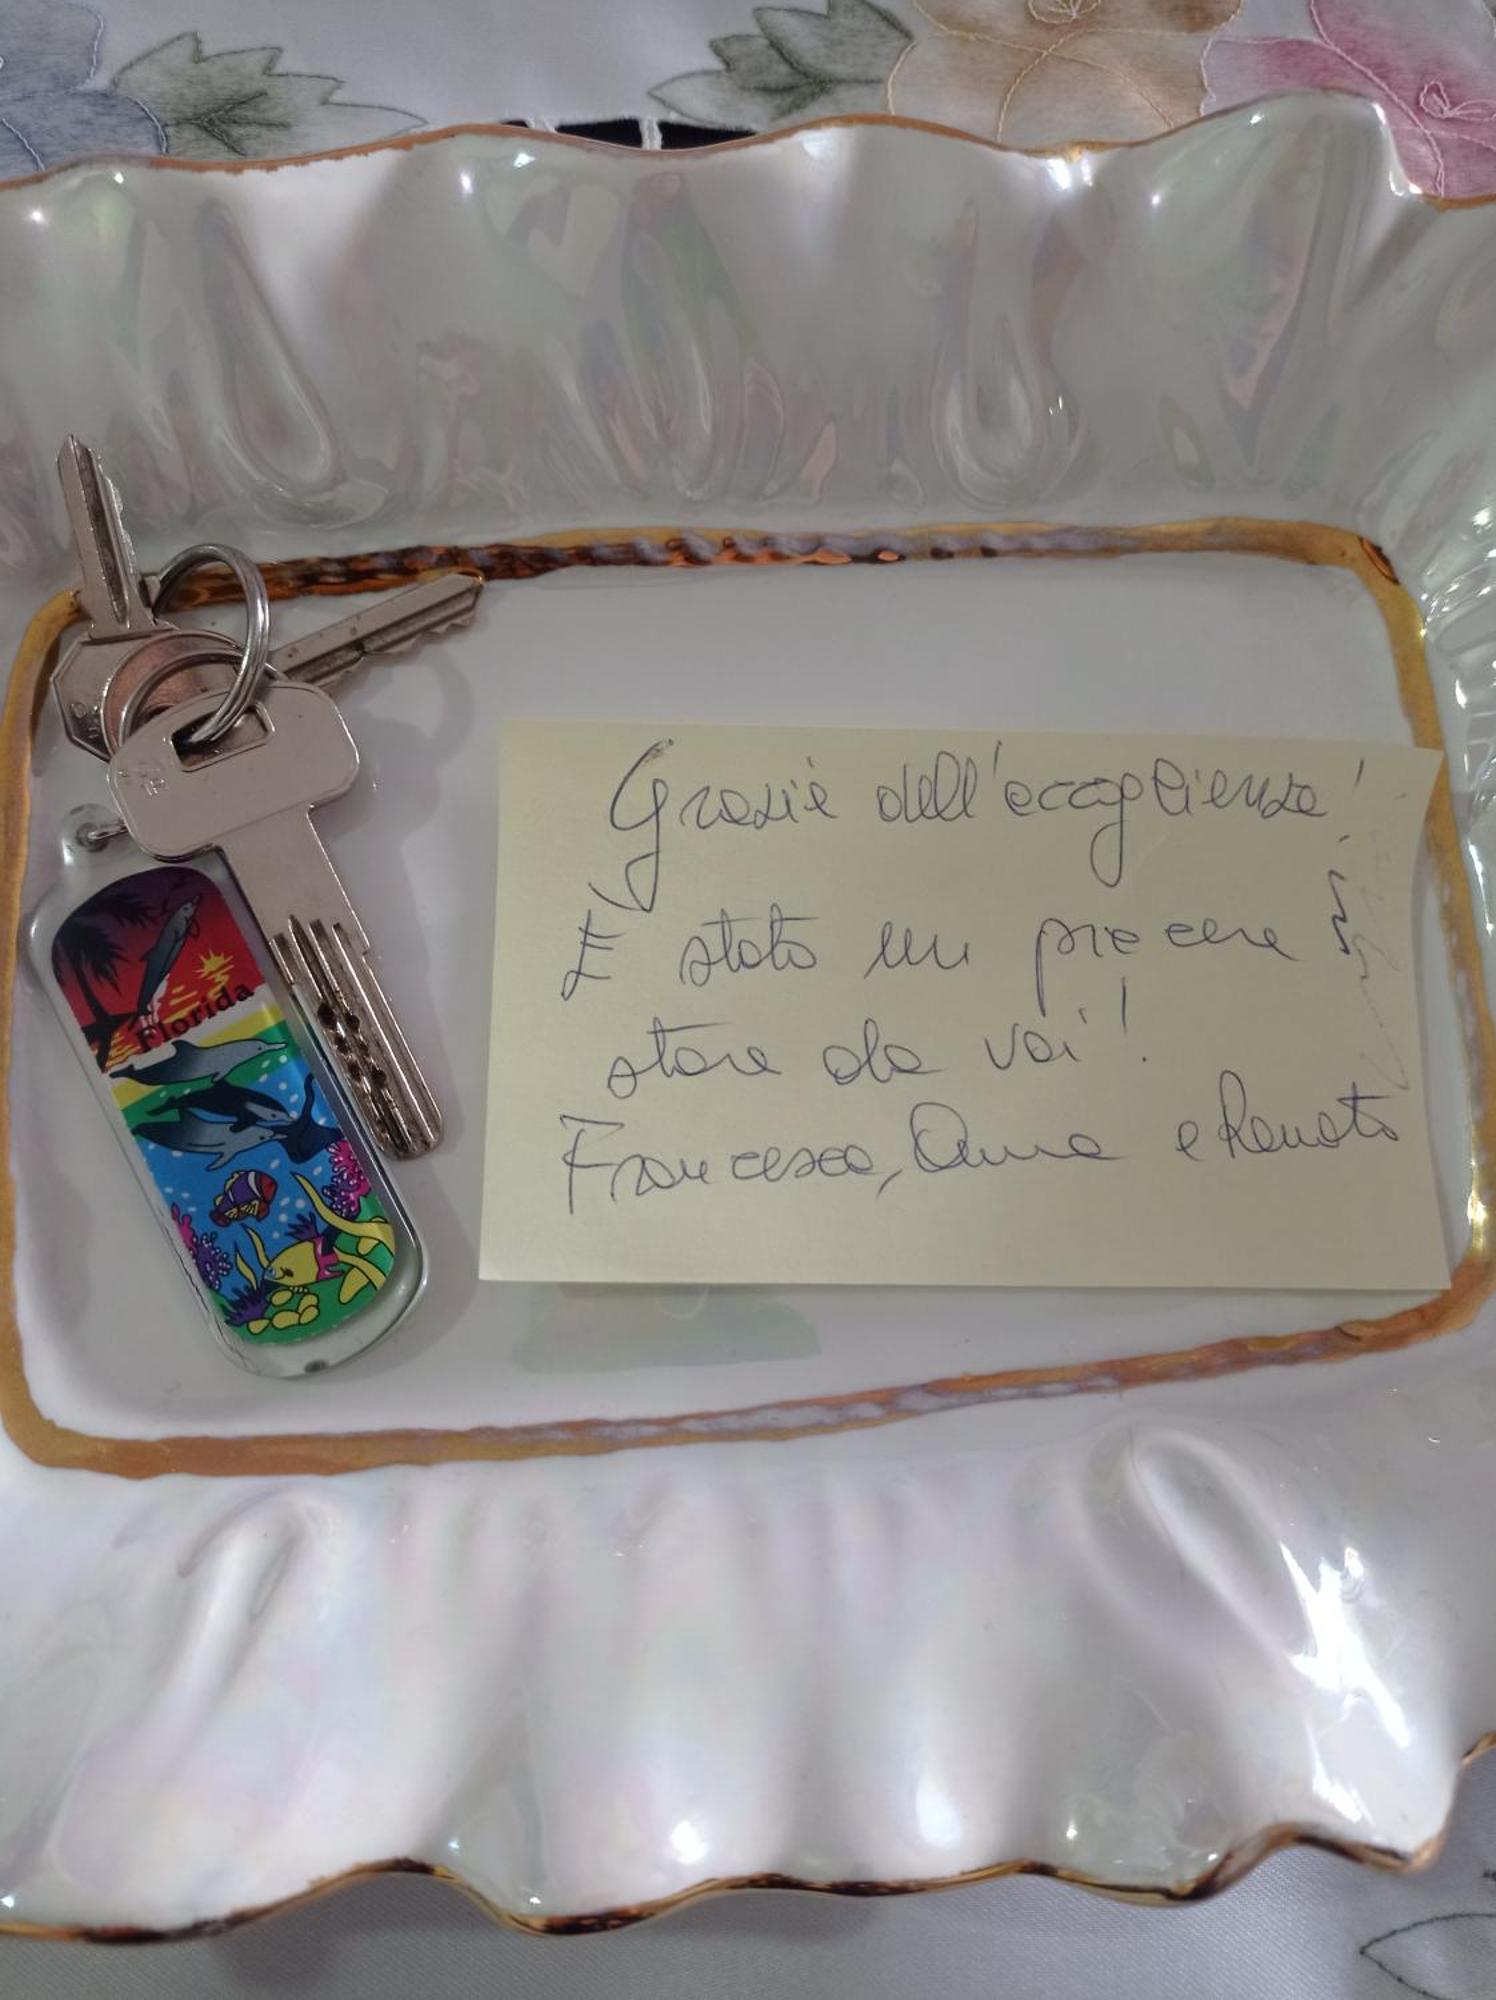 Grazie dell'accoglienza!
E' stato un piacere
stare da voi!
Francesca, Anna e Renato
Florida